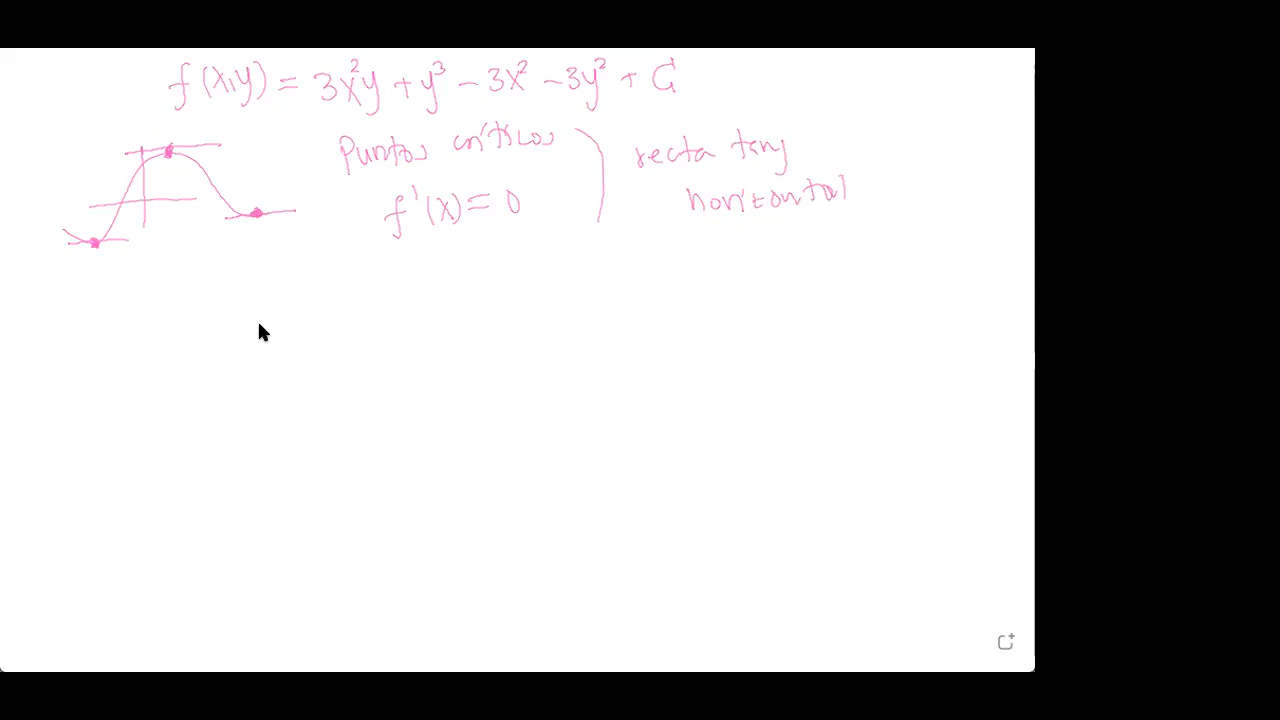 f(x,y) = 3x²y + y³ - 3x² - 3y² + C
Puntos críticos
f'(x) = 0
recta tang
horizontal